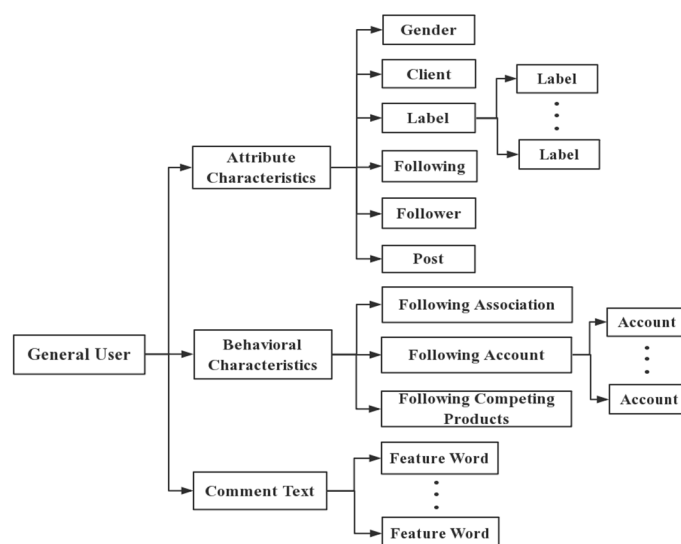 Gender
Client
Label
Label
Label
Attribute
Characteristics
Following
Follower
Post
General User
Behavioral
Characteristics
Following Association
Following Account
Account
Account
Following Competing
Products
Comment Text
Feature Word
Feature Word